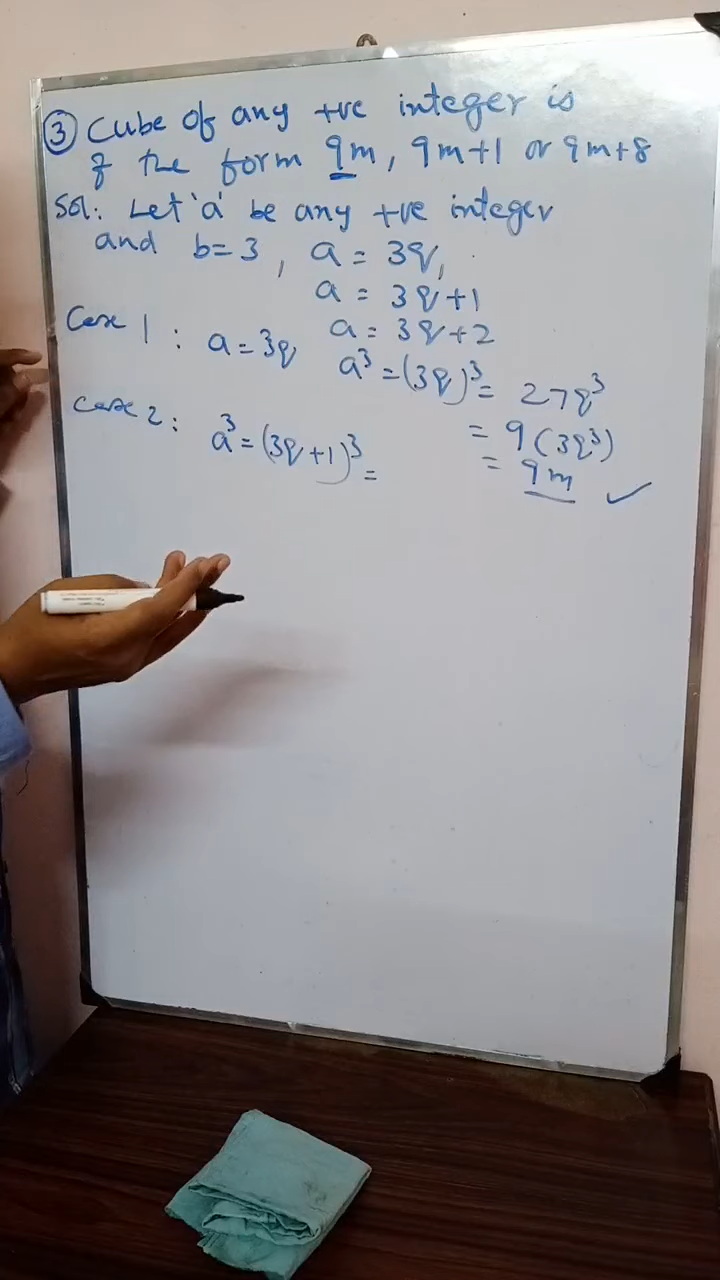 ③ Cube of any +ve integer is
of the form 9m, 9m+1 or 9m+8
Sol: Let 'a' be any +ve integer
and b=3, a = 3q,
a = 3q+1
a = 3q+2
Case 1: a=3q a³=(3q)³= 27q³
= 9(3q³)
= 9m ✓
Case 2: a³=(3q+1)³=